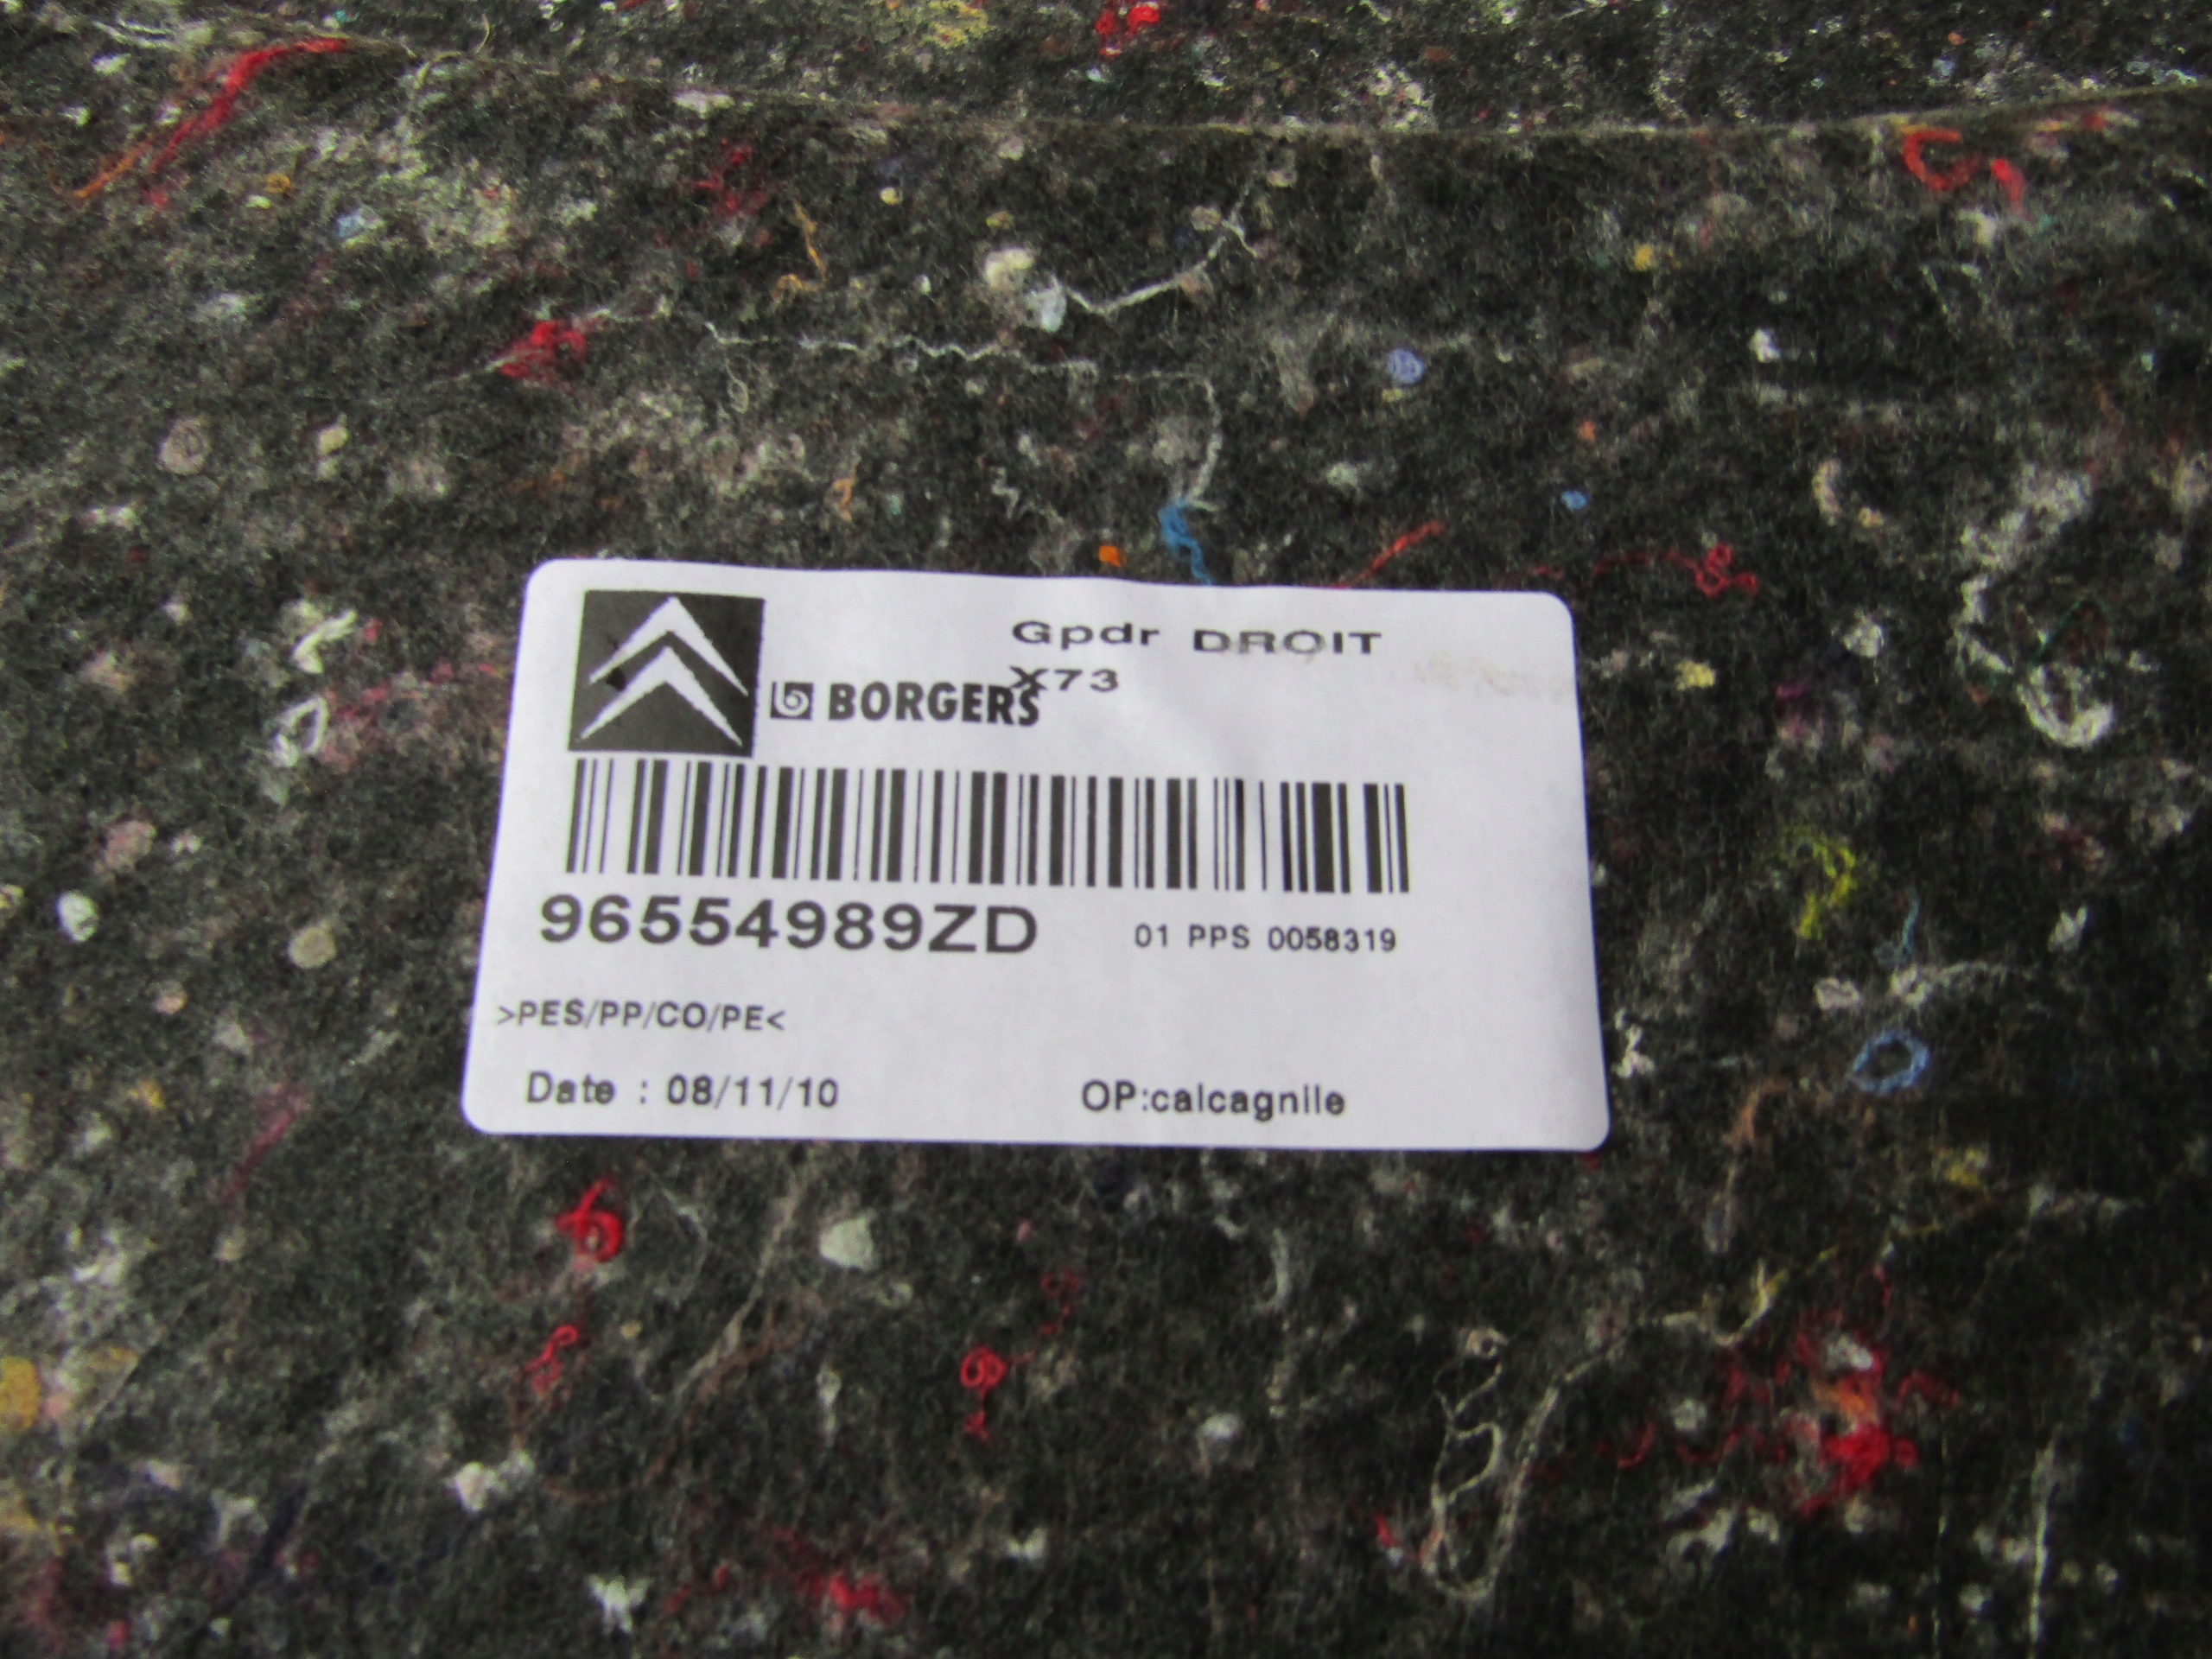 Gpdr DROIT
X73
BORGERS
96554989ZD
01 PPS 0058319
>PES/PP/CO/PE<
Date : 08/11/10
OP:calcagnile